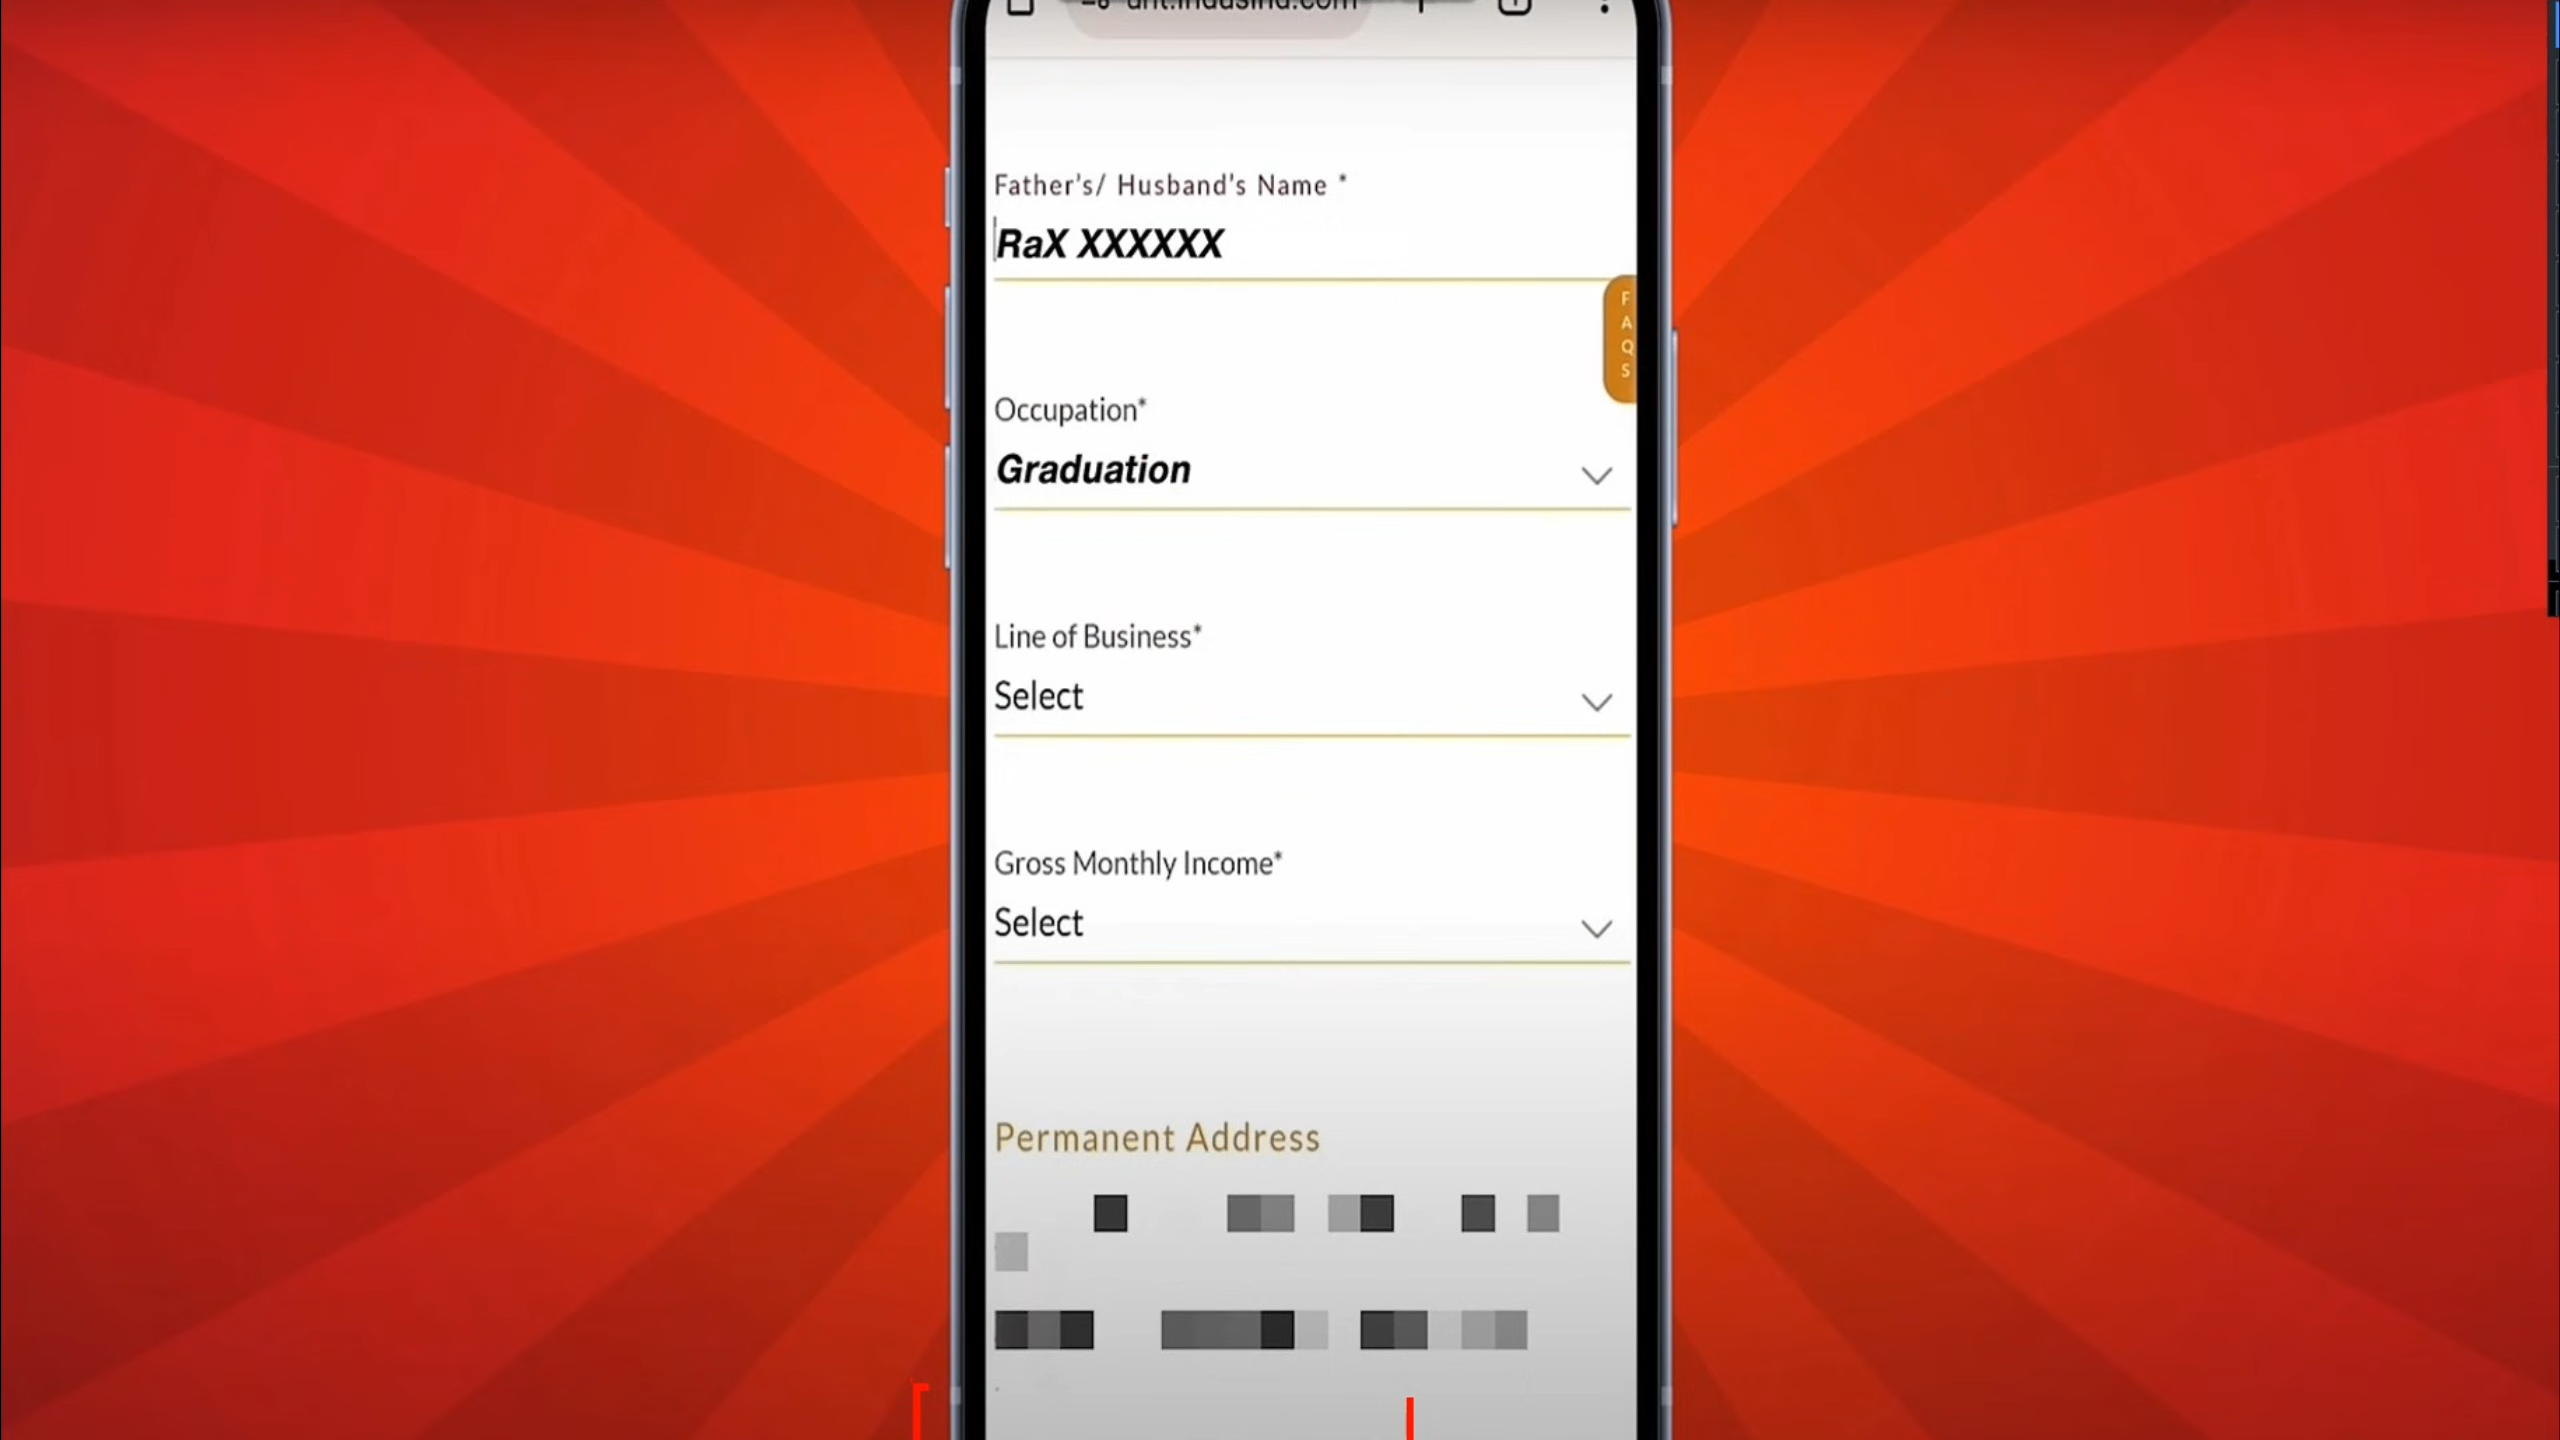 Father's/ Husband's Name *
RaX XXXXXX
F
A
Q
S
Occupation*
Graduation
Line of Business*
Select
Gross Monthly Income*
Select
Permanent Address